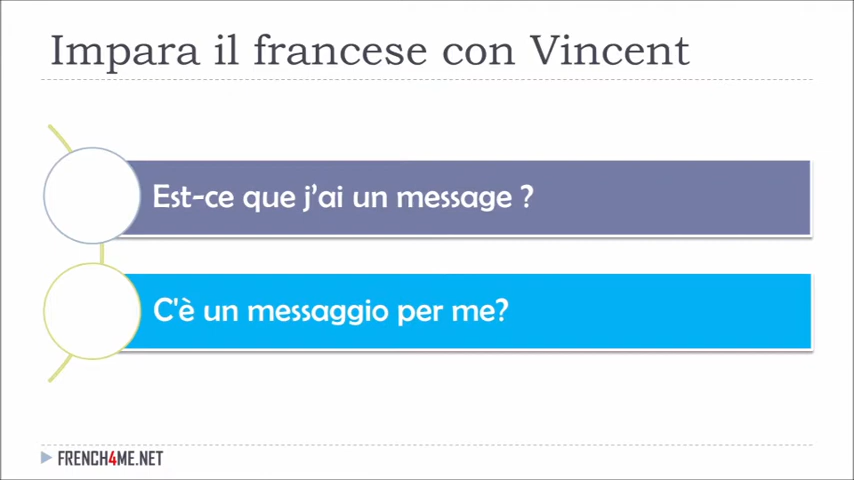 Impara il francese con Vincent
Est-ce que j’ai un message ?
C'è un messaggio per me?
FRENCH4ME.NET